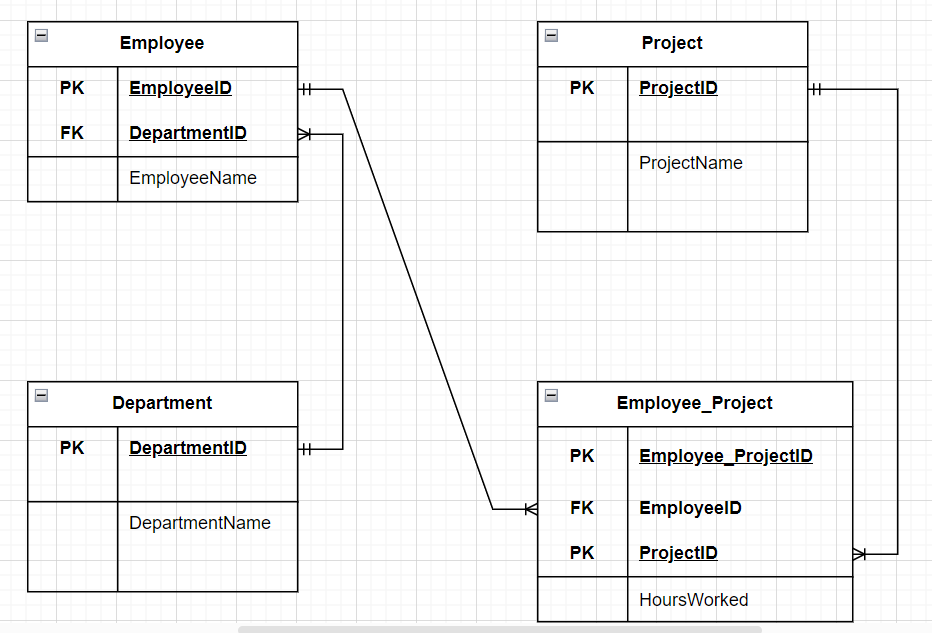 Employee
PK EmployeeID
FK DepartmentID
EmployeeName
Project
PK ProjectID
ProjectName
Department
PK DepartmentID
DepartmentName
Employee_Project
PK Employee_ProjectID
FK EmployeeID
PK ProjectID
HoursWorked